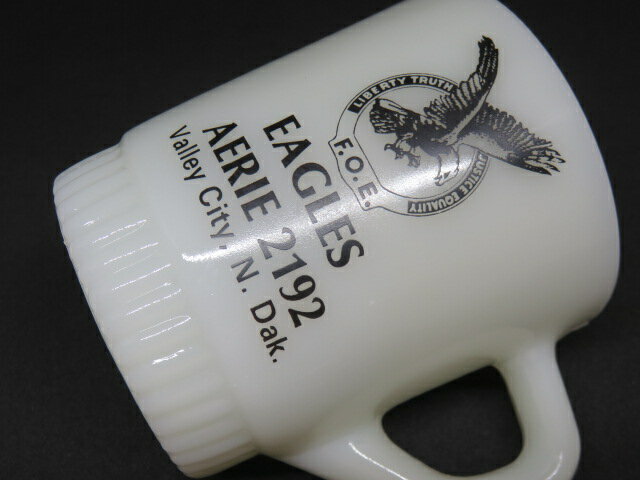 LIBERTY TRUTH
JUSTICE EQUALITY
F.O.E.
EAGLES
AERIE 2192
Valley City, N. Dak.